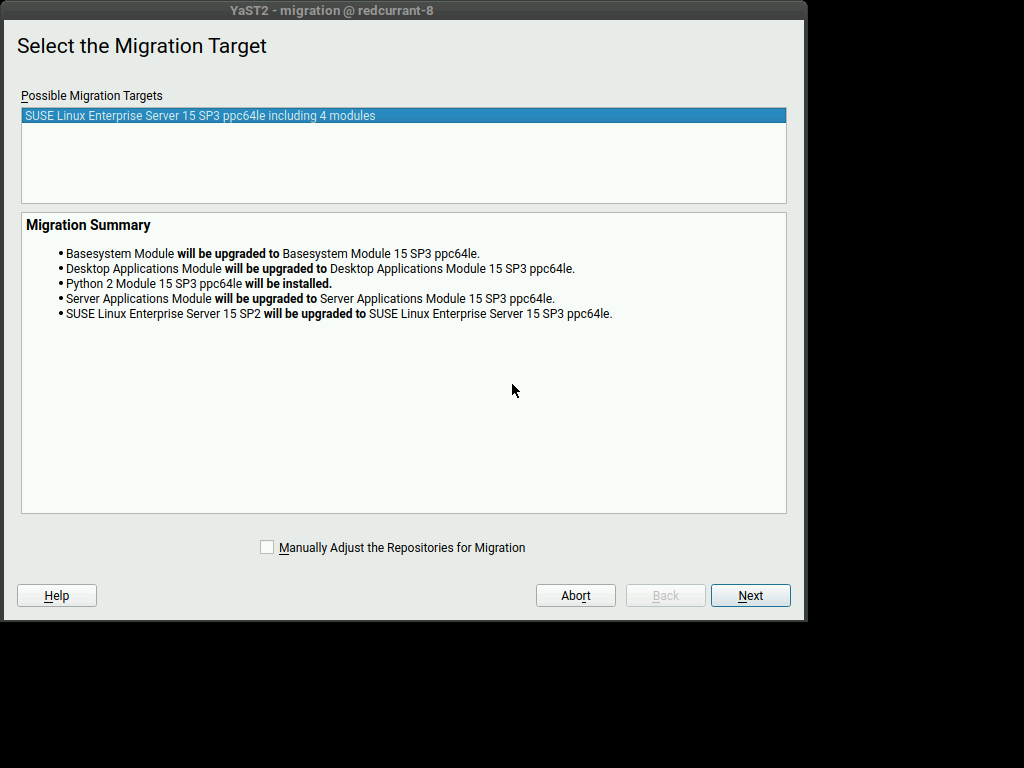 YaST2 - migration @ redcurrant-8
Select the Migration Target
Possible Migration Targets
SUSE Linux Enterprise Server 15 SP3 ppc64le including 4 modules
Migration Summary
• Basesystem Module will be upgraded to Basesystem Module 15 SP3 ppc64le.
• Desktop Applications Module will be upgraded to Desktop Applications Module 15 SP3 ppc64le.
• Python 2 Module 15 SP3 ppc64le will be installed.
• Server Applications Module will be upgraded to Server Applications Module 15 SP3 ppc64le.
• SUSE Linux Enterprise Server 15 SP2 will be upgraded to SUSE Linux Enterprise Server 15 SP3 ppc64le.
Manually Adjust the Repositories for Migration
Help Abort Back Next